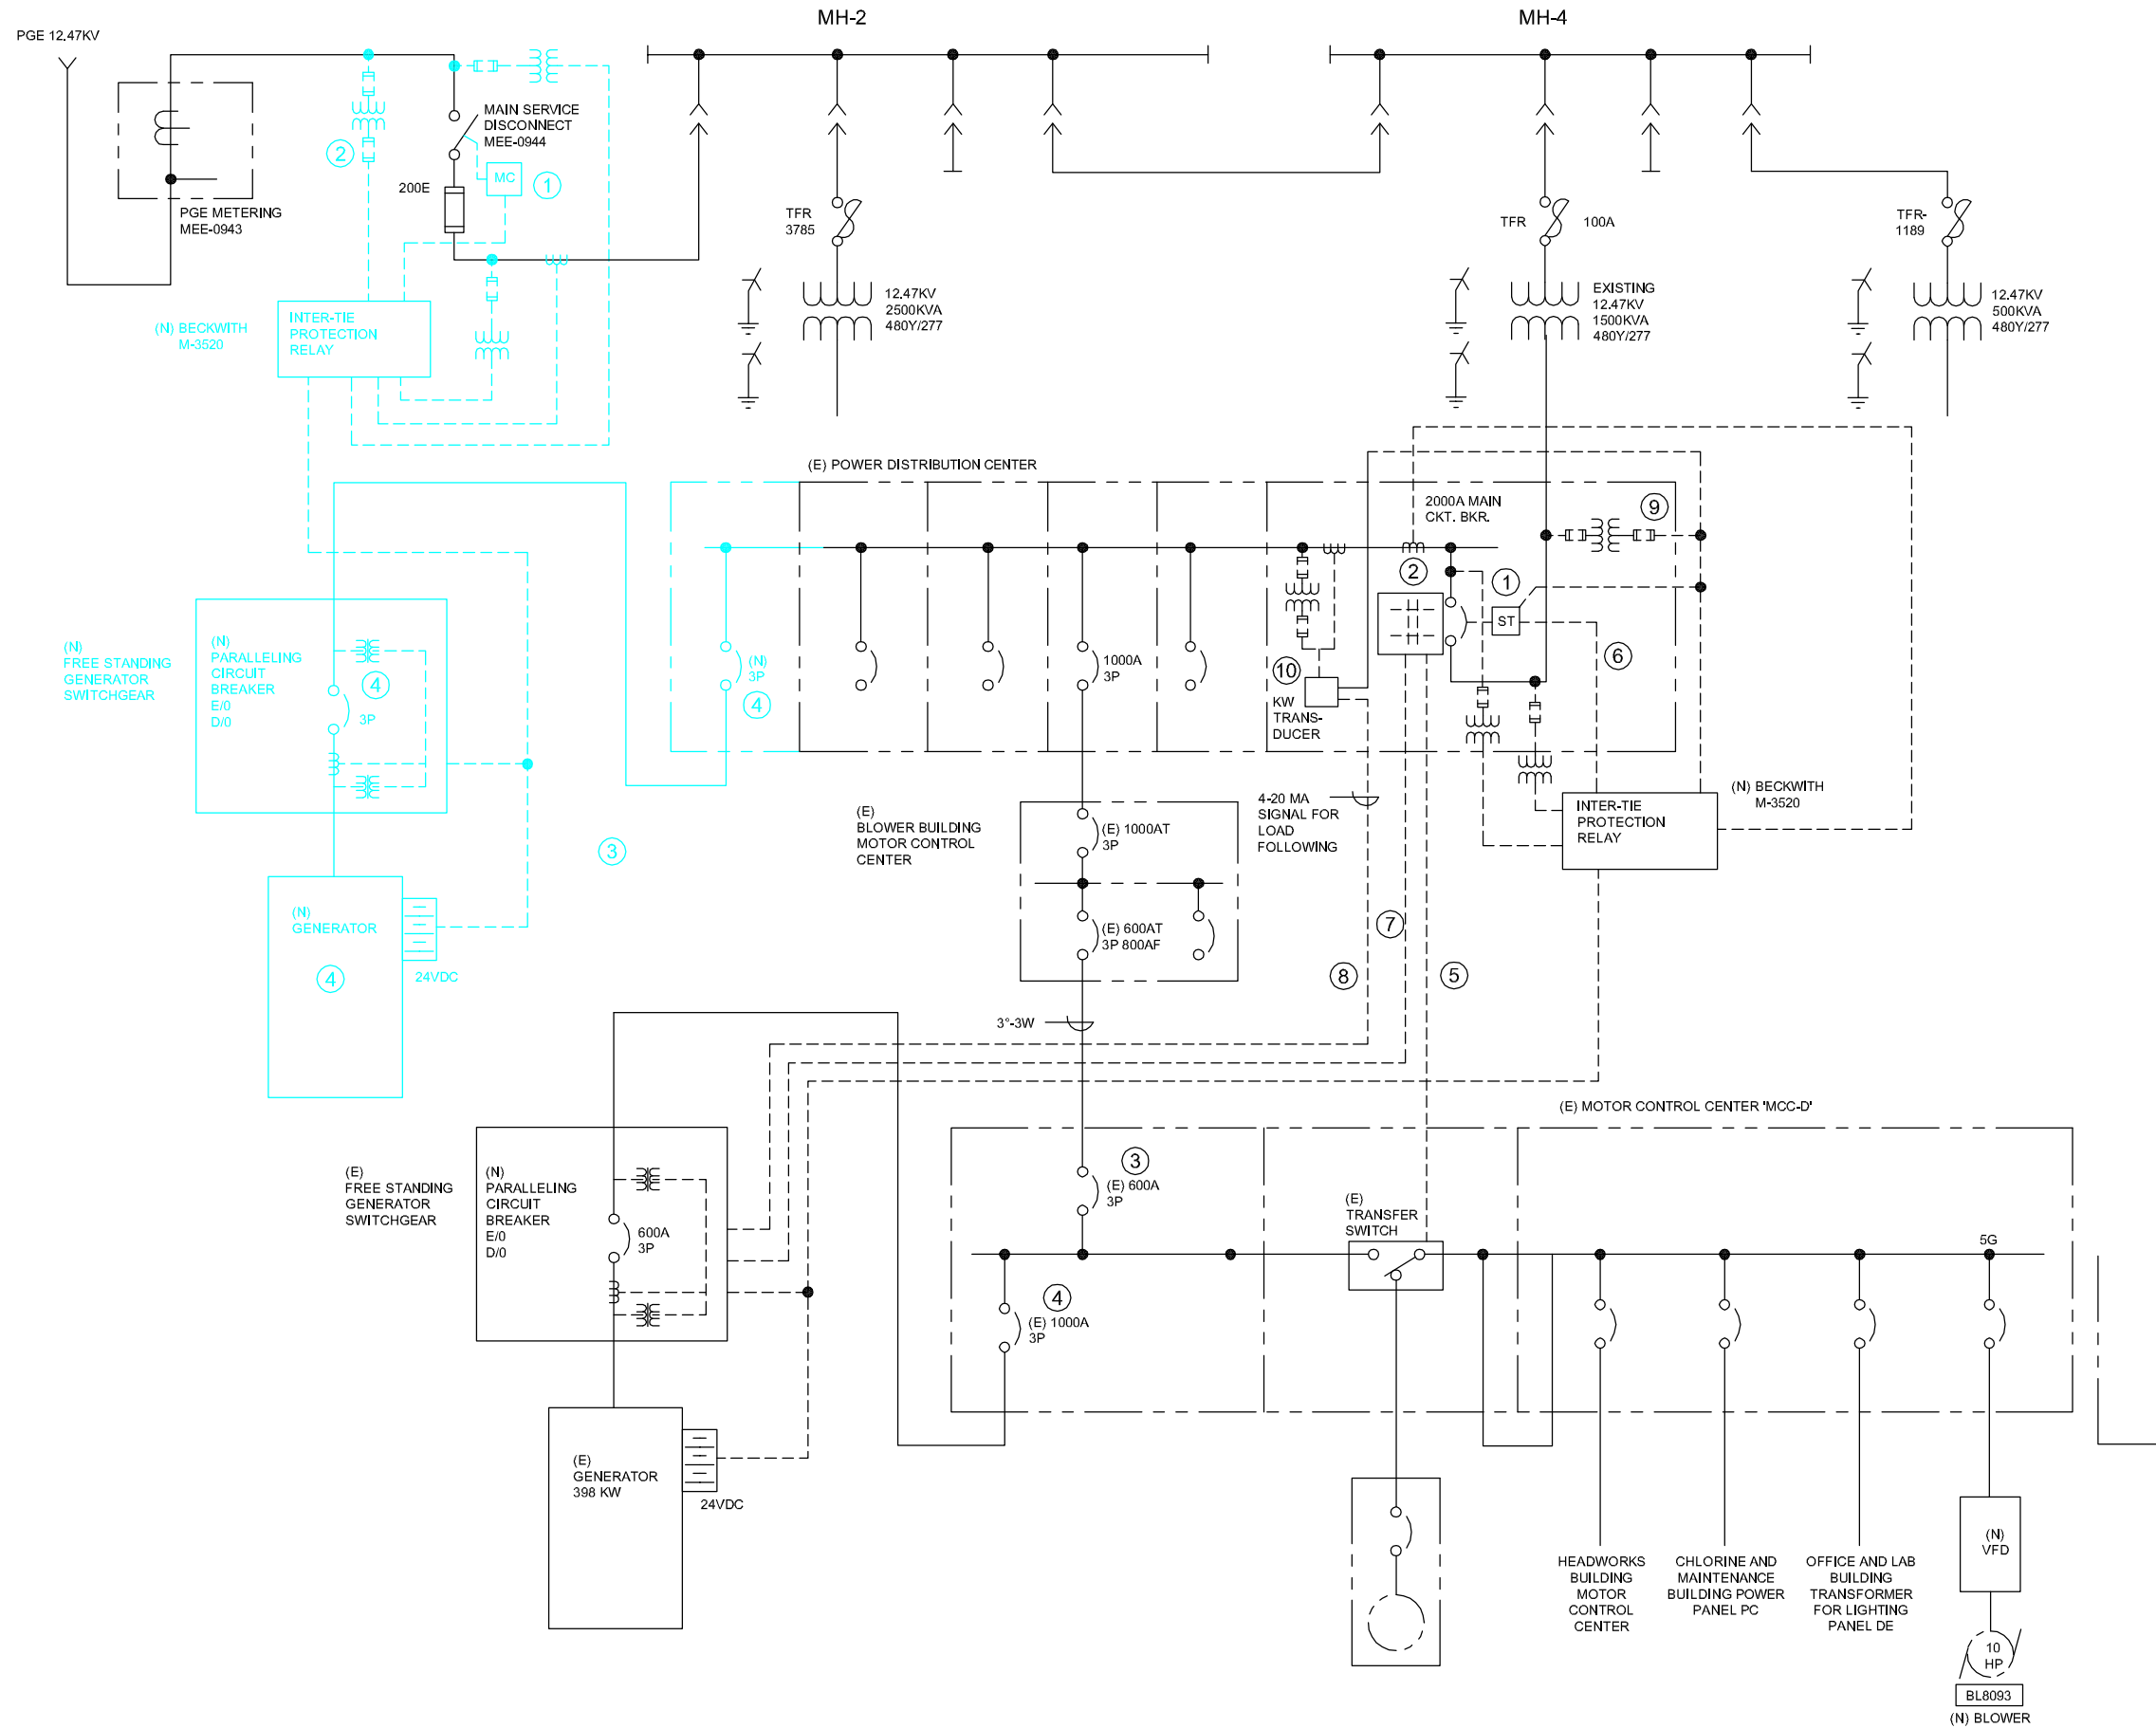 MH-2
MH-4
PGE 12.47KV
MAIN SERVICE
DISCONNECT
MEE-0944
2
MC
1
200E
PGE METERING
MEE-0943
TFR
3785
TFR
100A
TFR-
1189
12.47KV
2500KVA
480Y/277
EXISTING
12.47KV
1500KVA
480Y/277
12.47KV
500KVA
480Y/277
(N) BECKWITH
M-3520
INTER-TIE
PROTECTION
RELAY
(E) POWER DISTRIBUTION CENTER
2000A MAIN
CKT. BKR.
9
2
1
ST
6
(N)
FREE STANDING
GENERATOR
SWITCHGEAR
(N)
PARALLELING
CIRCUIT
BREAKER
E/0
D/0
4
3P
(N)
3P
4
1000A
3P
10
KW
TRANS-
DUCER
(N) BECKWITH
M-3520
INTER-TIE
PROTECTION
RELAY
4-20 MA
SIGNAL FOR
LOAD
FOLLOWING
(E)
BLOWER BUILDING
MOTOR CONTROL
CENTER
(E) 1000AT
3P
(E) 600AT
3P 800AF
3
(N)
GENERATOR
4
24VDC
7
8
5
3°-3W
(E) MOTOR CONTROL CENTER 'MCC-D'
(E)
FREE STANDING
GENERATOR
SWITCHGEAR
(N)
PARALLELING
CIRCUIT
BREAKER
E/0
D/0
600A
3P
3
(E) 600A
3P
(E)
TRANSFER
SWITCH
5G
4
(E) 1000A
3P
(E)
GENERATOR
398 KW
24VDC
HEADWORKS
BUILDING
MOTOR
CONTROL
CENTER
CHLORINE AND
MAINTENANCE
BUILDING POWER
PANEL PC
OFFICE AND LAB
BUILDING
TRANSFORMER
FOR LIGHTING
PANEL DE
(N)
VFD
10
HP
BL8093
(N) BLOWER